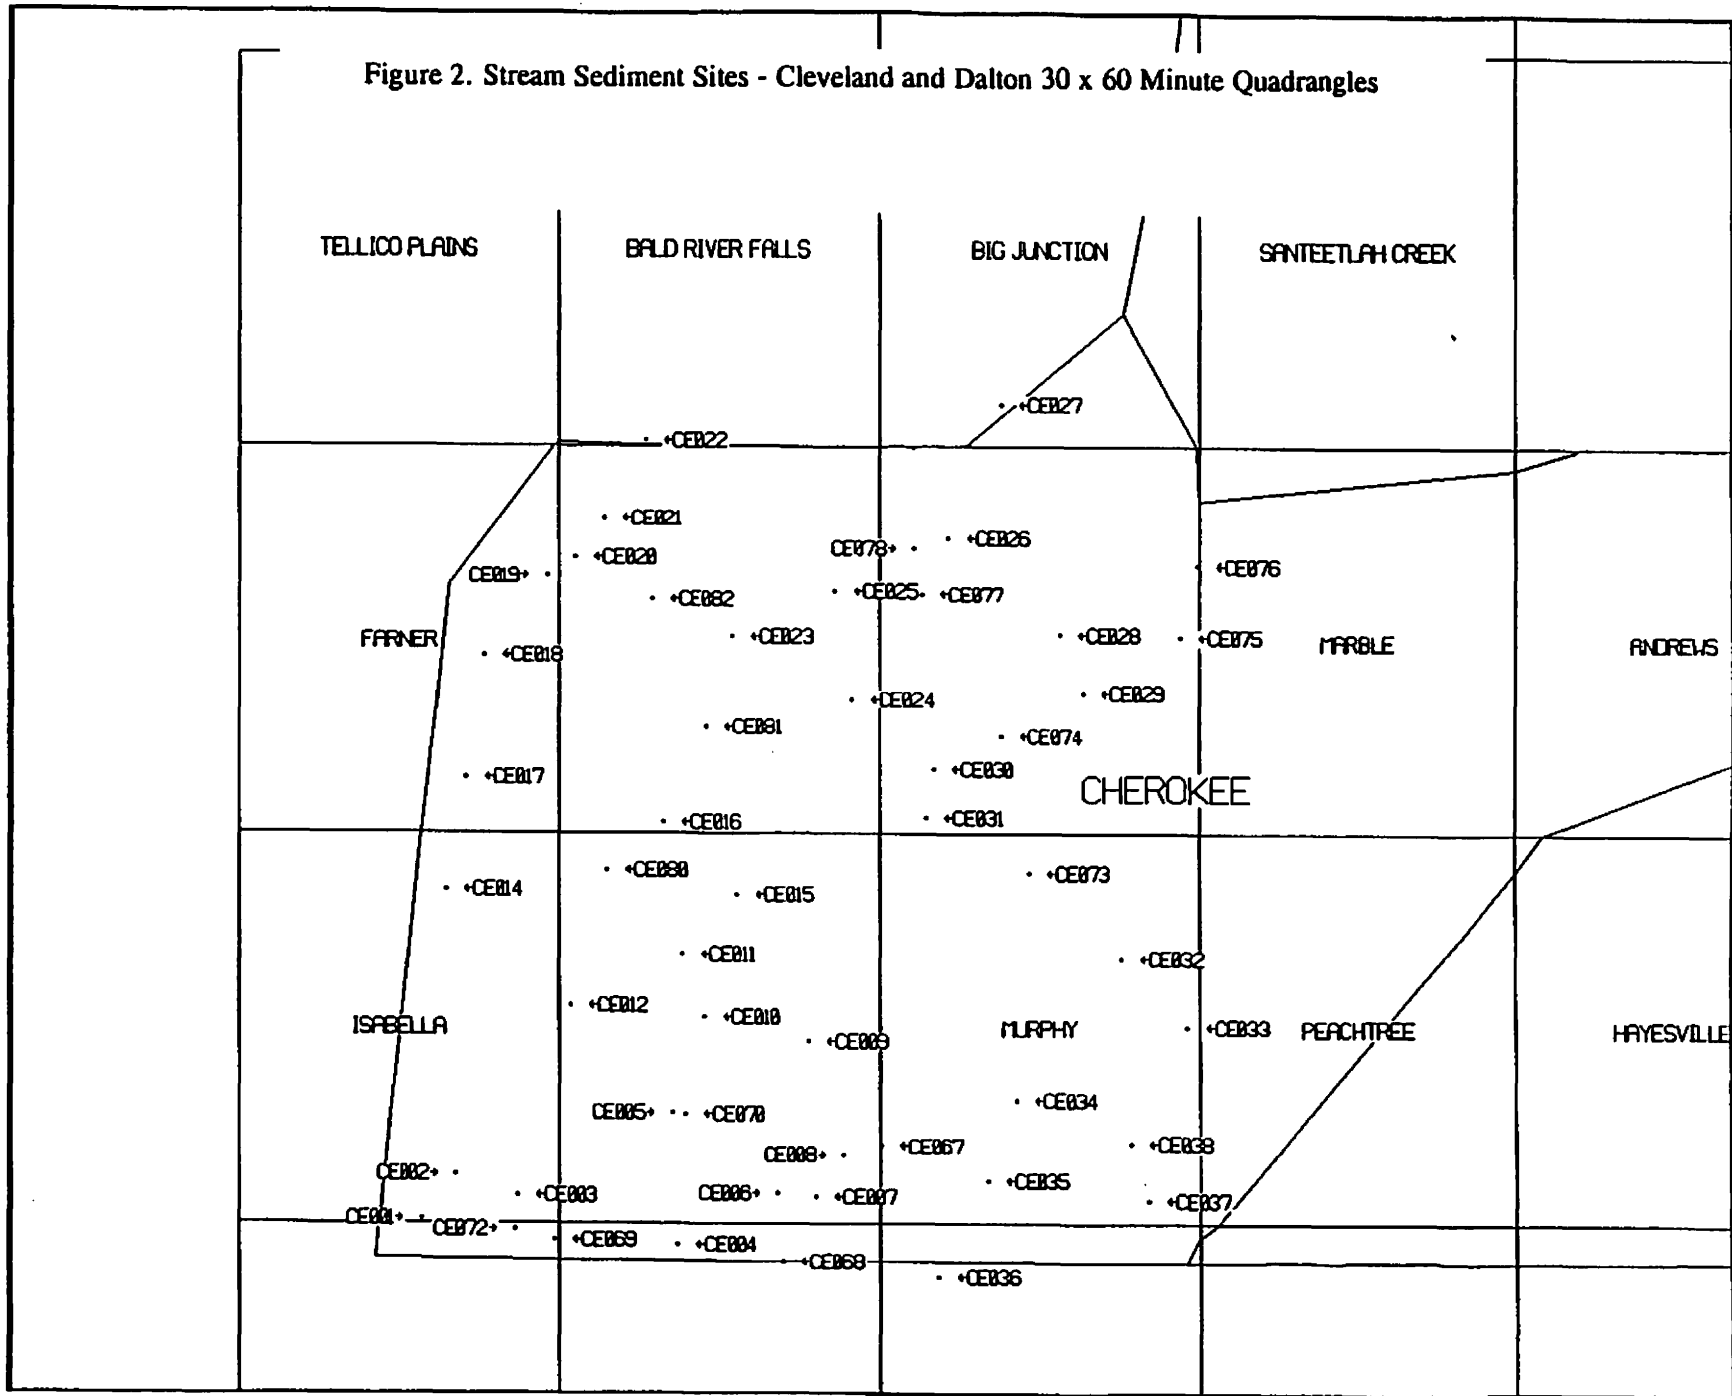 Figure 2. Stream Sediment Sites - Cleveland and Dalton 30 x 60 Minute Quadrangles
TELLICO PLAINS
BALD RIVER FALLS
BIG JUNCTION
SANTEETLAH CREEK
CE027
CE022
CE021
CE026
CE078
CE020
CE076
CE019
CE025
CE077
CE082
CE023
CE028
CE075
FARNER
MARBLE
ANDREWS
CE018
CE029
CE024
CE081
CE074
CE030
CE017
CHEROKEE
CE031
CE016
CE080
CE073
CE014
CE015
CE011
CE032
CE012
CE010
ISABELLA
MURPHY
CE033
PEACHTREE
HAYESVILLE
CE009
CE034
CE005
CE070
CE067
CE038
CE008
CE002
CE035
CE003
CE006
CE007
CE037
CE001
CE072
CE069
CE004
CE068
CE036